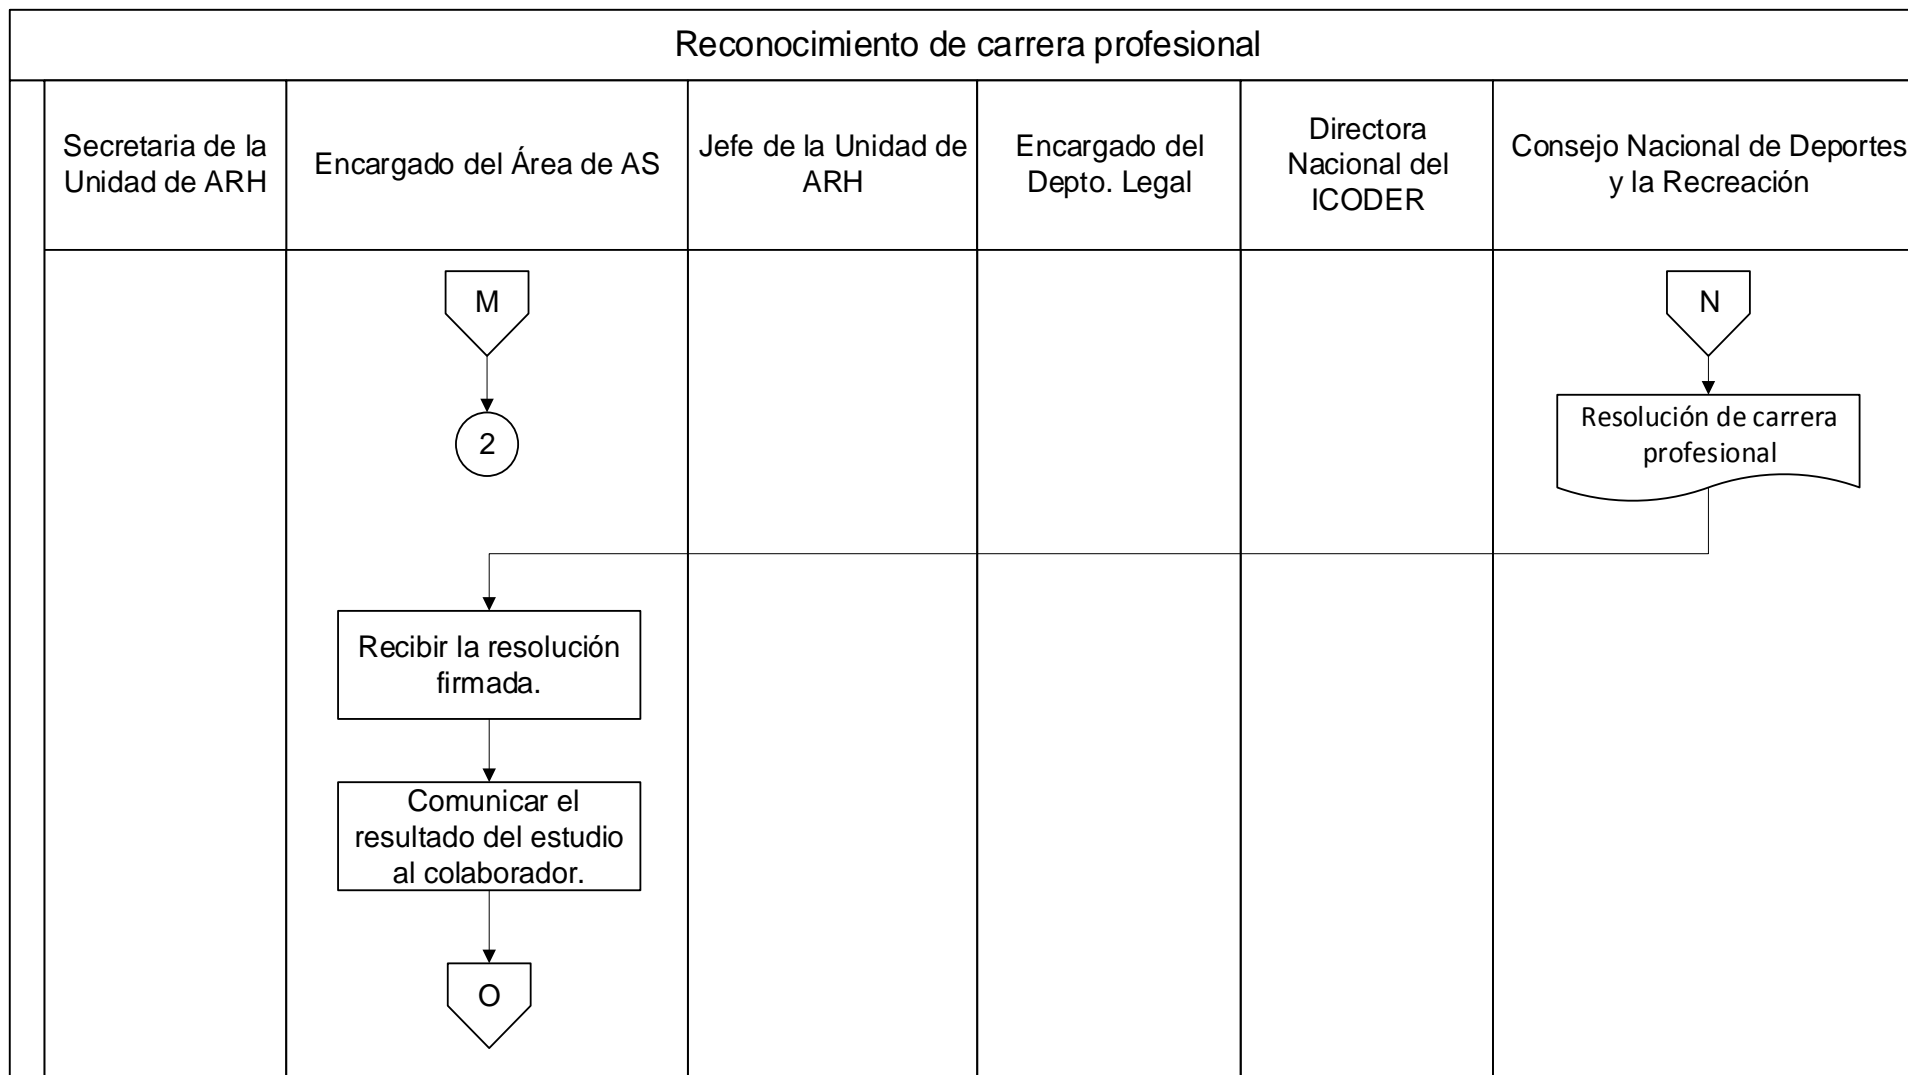 Reconocimiento de carrera profesional
Secretaria de la
Unidad de ARH
Encargado del Área de AS
Jefe de la Unidad de
ARH
Encargado del
Depto. Legal
Directora
Nacional del
ICODER
Consejo Nacional de Deportes
y la Recreación
M
N
2
Resolución de carrera
profesional
Recibir la resolución
firmada.
Comunicar el
resultado del estudio
al colaborador.
O